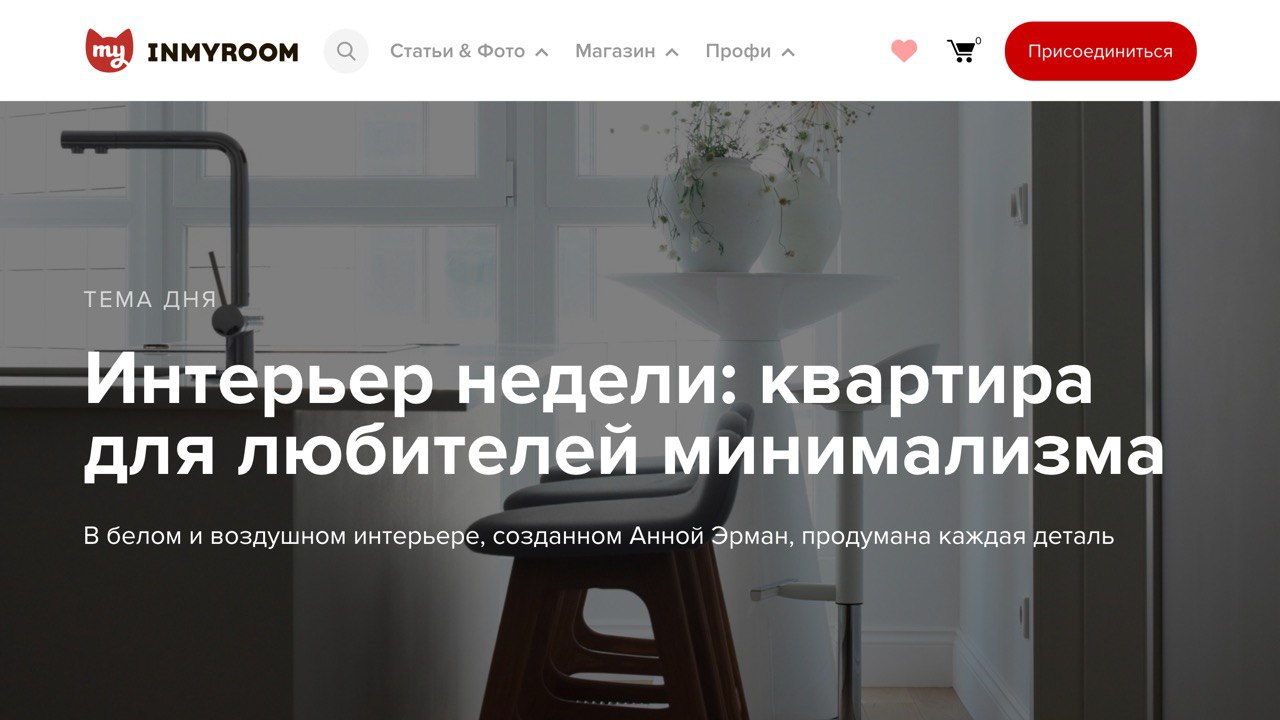 my INMYROOM Статьи & Фото Магазин Профи 0 Присоединиться
ТЕМА ДНЯ
Интерьер недели: квартира
для любителей минимализма
В белом и воздушном интерьере, созданном Анной Эрман, продумана каждая деталь